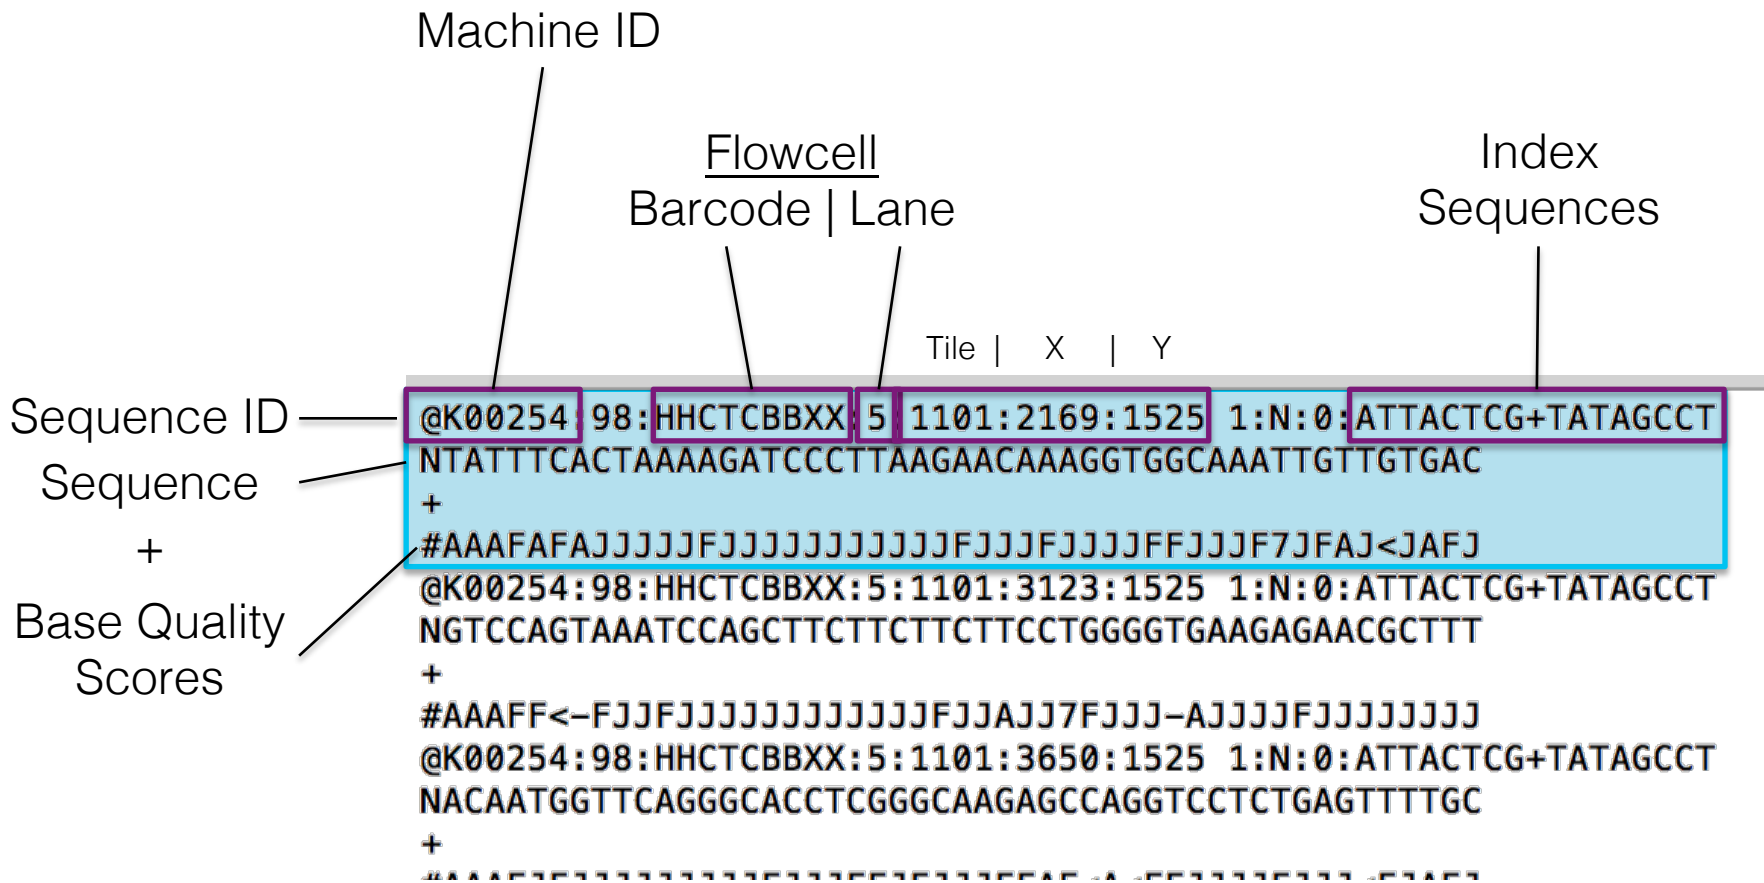 Machine ID
Flowcell
Barcode | Lane
Index
Sequences
Tile | X | Y
Sequence ID
Sequence
+
Base Quality
Scores
@K00254:98:HHCTCBBXX:5:1101:2169:1525 1:N:0:ATTACTCG+TATAGCCT
NTATTTCACTAAAAGATCCCTTAAGAACAAAGGTGGCAAATTGTTGTGAC
+
#AAAFAFAJJJJJFJJJJJJJJJJJFJJJFJJJJFFJJJF7JFAJ<JAFJ
@K00254:98:HHCTCBBXX:5:1101:3123:1525 1:N:0:ATTACTCG+TATAGCCT
NGTCCAGTAAATCCAGCTTCTTCTTCTTCCTGGGGTGAAGAGAACGCTTT
+
#AAAFF<-FJJFJJJJJJJJJJJJFJJAJJ7FJJJ-AJJJJFJJJJJJJJ
@K00254:98:HHCTCBBXX:5:1101:3650:1525 1:N:0:ATTACTCG+TATAGCCT
NACAATGGTTCAGGGCACCTCGGGCAAGAGCCAGGTCCTCTGAGTTTTGC
+